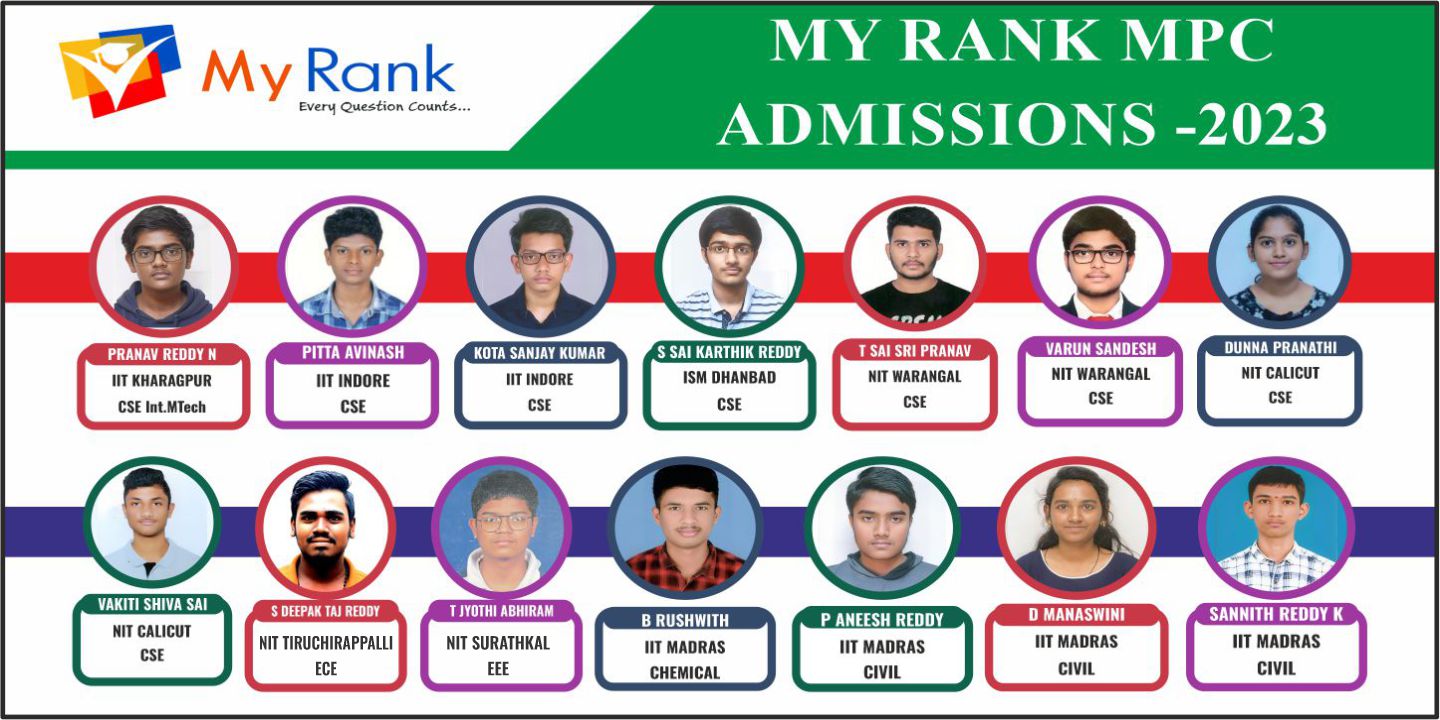 My Rank
Every Question Counts...
MY RANK MPC
ADMISSIONS -2023
PRANAV REDDY N
IIT KHARAGPUR
CSE Int.MTech
PITTA AVINASH
IIT INDORE
CSE
KOTA SANJAY KUMAR
IIT INDORE
CSE
S SAI KARTHIK REDDY
ISM DHANBAD
CSE
T SAI SRI PRANAV
NIT WARANGAL
CSE
VARUN SANDESH
NIT WARANGAL
CSE
DUNNA PRANATHI
NIT CALICUT
CSE
VAKITI SHIVA SAI
NIT CALICUT
CSE
S DEEPAK TAJ REDDY
NIT TIRUCHIRAPPALLI
ECE
T JYOTHI ABHIRAM
NIT SURATHKAL
EEE
B RUSHWITH
IIT MADRAS
CHEMICAL
P ANEESH REDDY
IIT MADRAS
CIVIL
D MANASWINI
IIT MADRAS
CIVIL
SANNITH REDDY K
IIT MADRAS
CIVIL